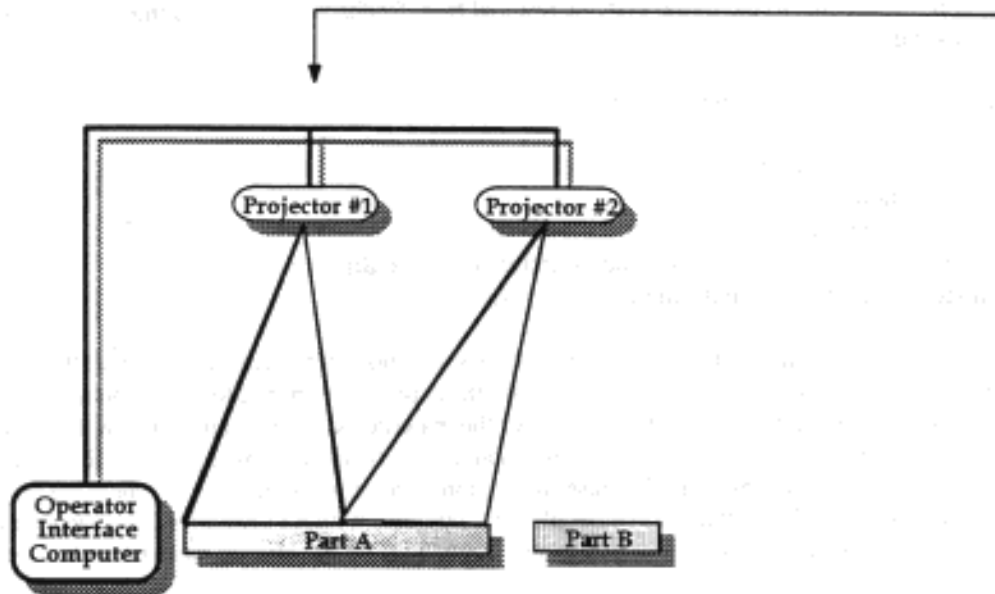 Projector #1
Projector #2
Operator
Interface
Computer
Part A
Part B